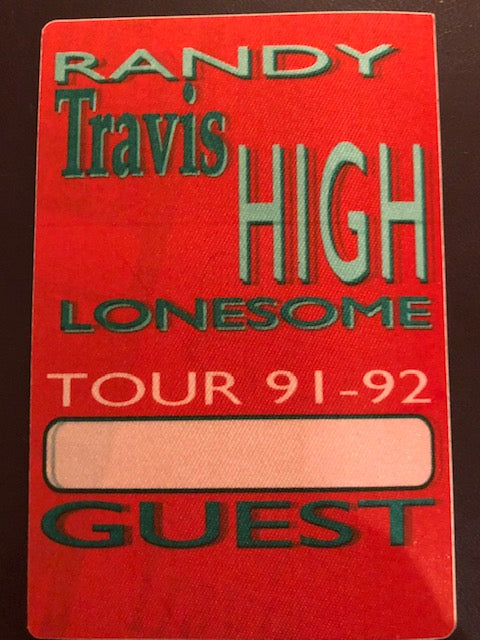 RANDY
Travis
HIGH
LONESOME
TOUR 91-92
GUEST